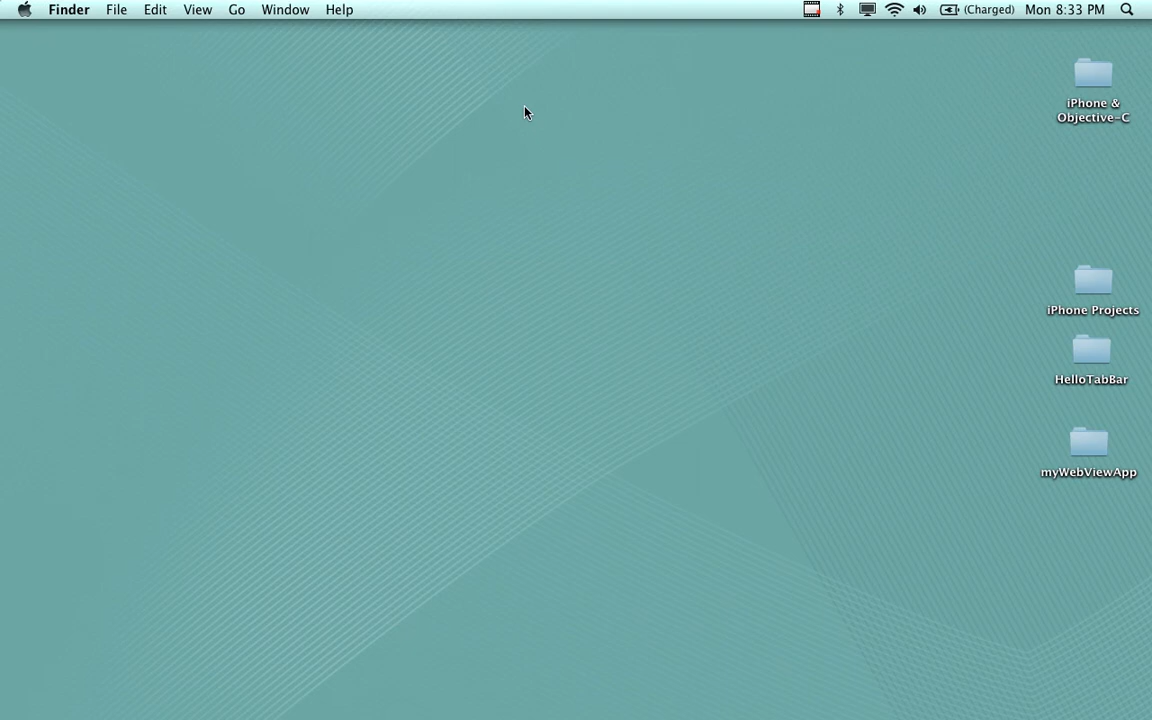 Finder File Edit View Go Window Help (Charged) Mon 8:33 PM
iPhone &
Objective-C
iPhone Projects
HelloTabBar
myWebViewApp